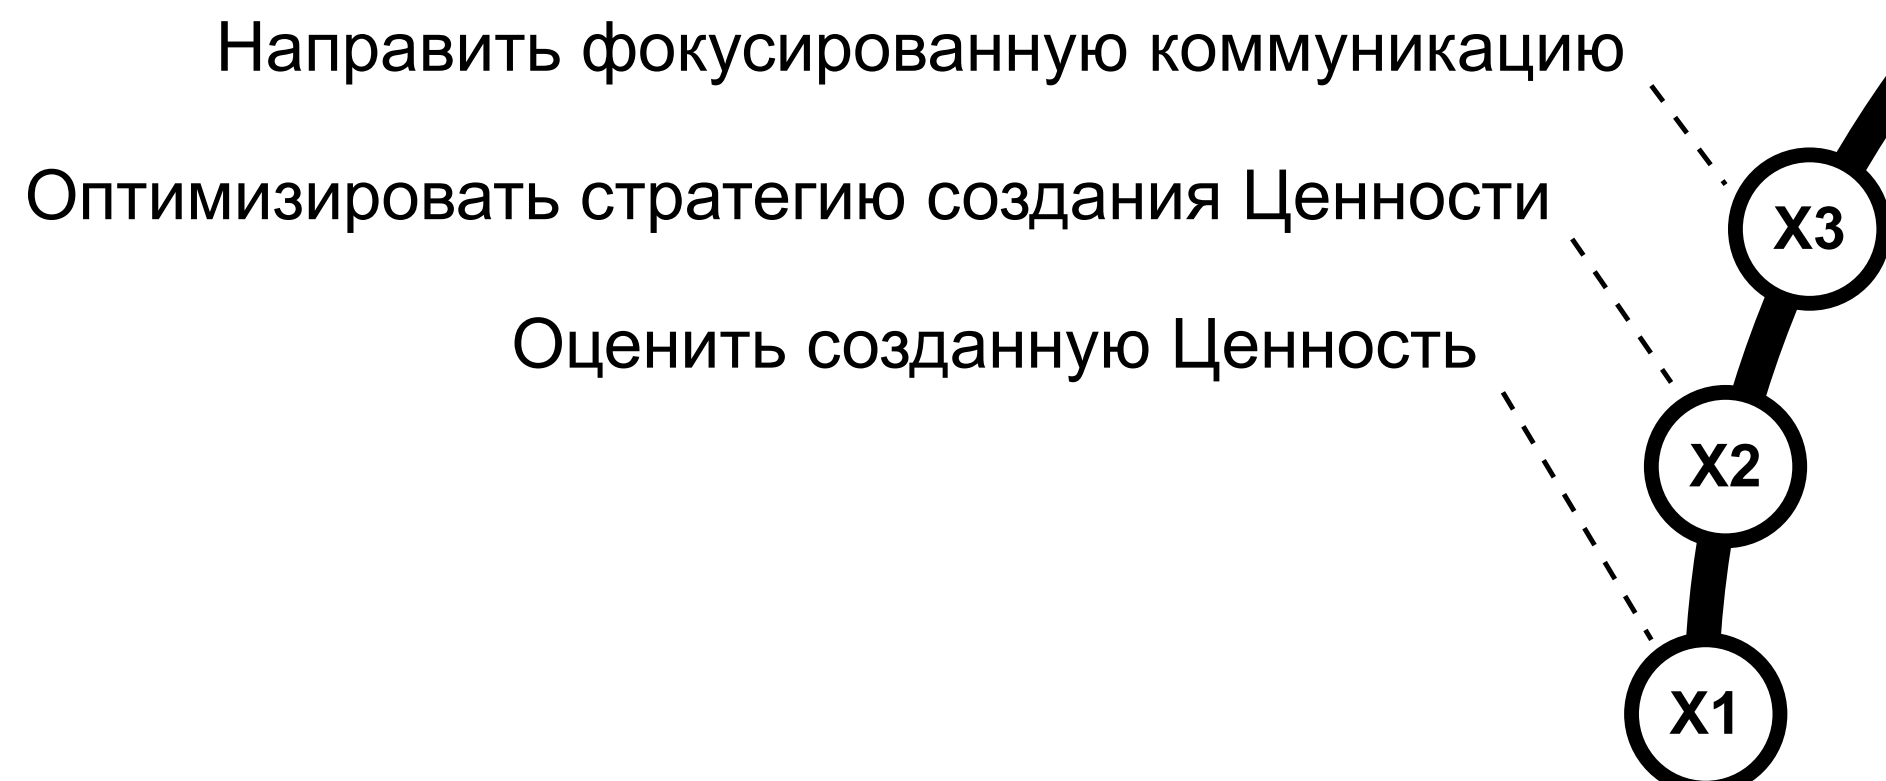 Направить фокусированную коммуникацию
Оптимизировать стратегию создания Ценности
X3
Оценить созданную Ценность
X2
X1